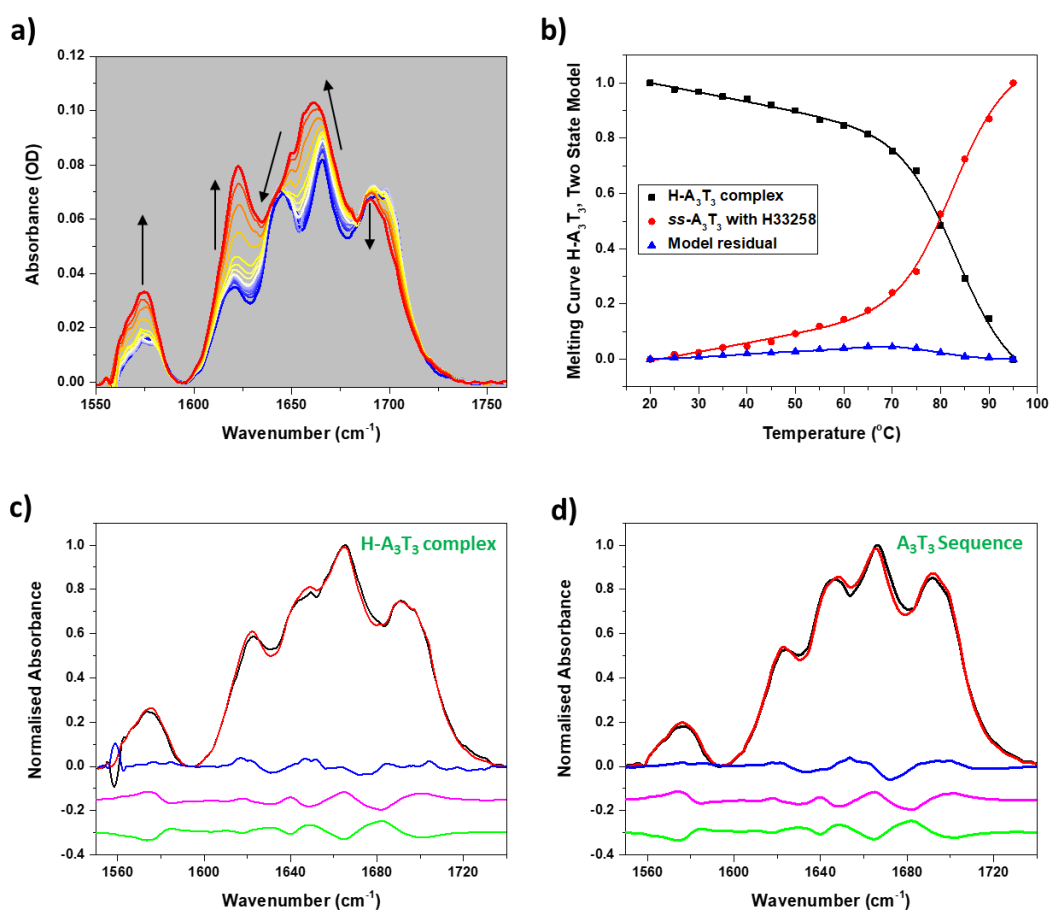 a)
0.12
0.10
0.08
0.06
0.04
0.02
0.00
Absorbance (OD)
1550 1600 1650 1700 1750
Wavenumber (cm⁻¹)
b)
1.0
0.8
0.6
0.4
0.2
0.0
Melting Curve H-A₃T₃, Two State Model
H-A₃T₃ complex
ss-A₃T₃ with H33258
Model residual
20 30 40 50 60 70 80 90 100
Temperature (°C)
c)
H-A₃T₃ complex
1.0
0.8
0.6
0.4
0.2
0.0
-0.2
-0.4
Normalised Absorbance
1560 1600 1640 1680 1720
Wavenumber (cm⁻¹)
d)
A₃T₃ Sequence
1.0
0.8
0.6
0.4
0.2
0.0
-0.2
-0.4
Normalised Absorbance
1560 1600 1640 1680 1720
Wavenumber (cm⁻¹)